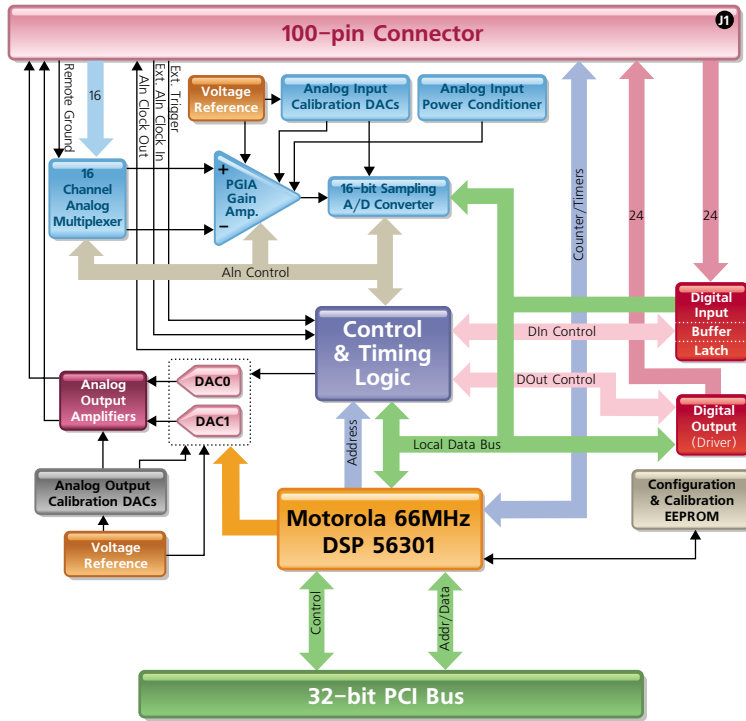 J1
100-pin Connector
Remote Ground
16
AIn Clock Out
Ext. AIn Clock In
Ext. Trigger
Voltage
Reference
Analog Input
Calibration DACs
Analog Input
Power Conditioner
16
Channel
Analog
Multiplexer
+
PGIA
Gain
Amp.
−
16-bit Sampling
A/D Converter
Counter/Timers
24
24
AIn Control
Digital
Input
Buffer
Latch
Control
& Timing
Logic
DIn Control
DOut Control
Analog
Output
Amplifiers
DAC0
DAC1
Digital
Output
(Driver)
Address
Local Data Bus
Analog Output
Calibration DACs
Voltage
Reference
Motorola 66MHz
DSP 56301
Configuration
& Calibration
EEPROM
Control
Addr/Data
32-bit PCI Bus